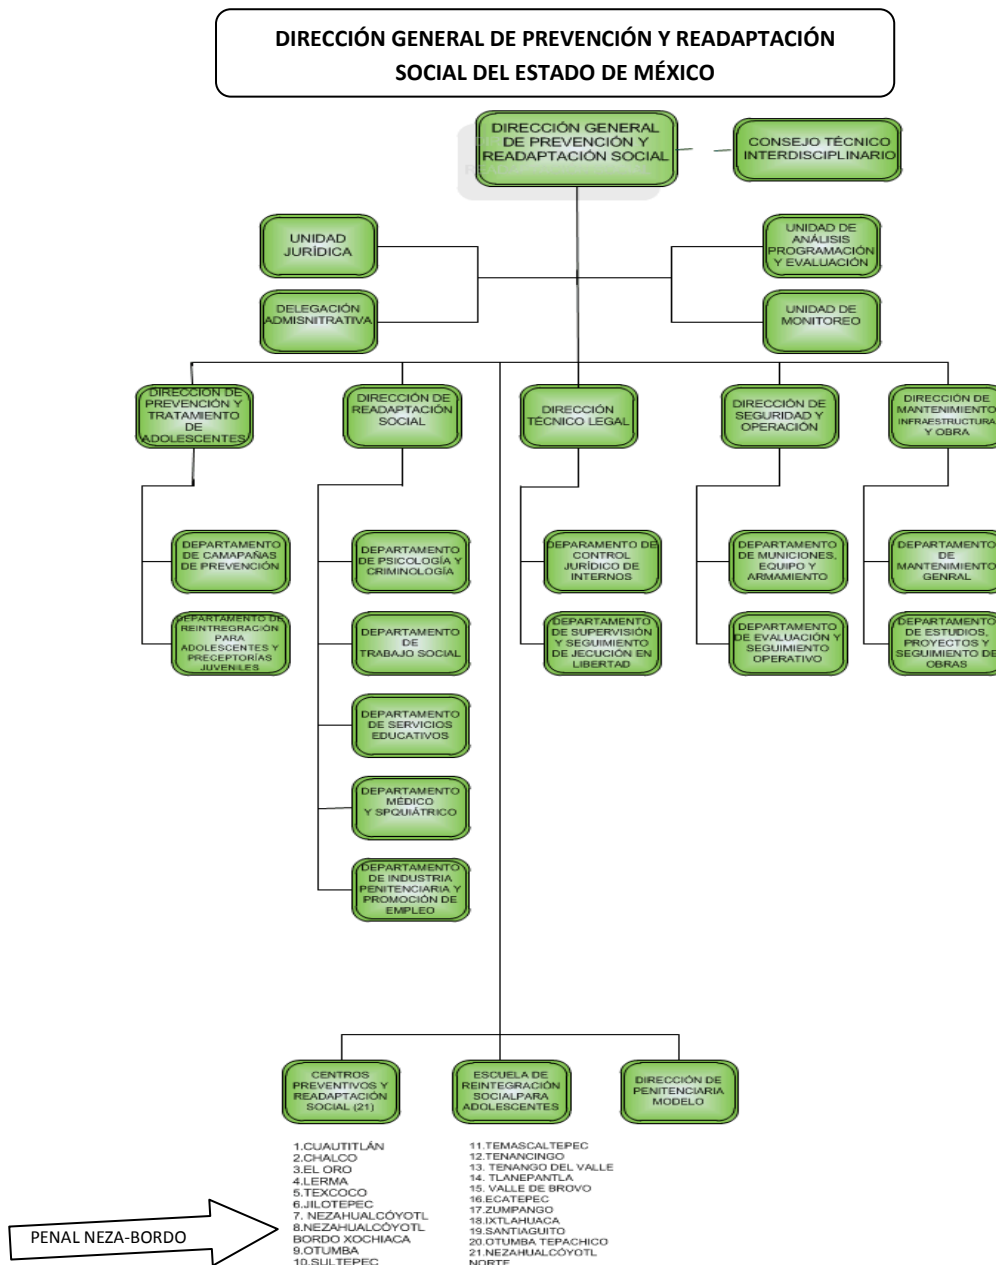 DIRECCIÓN GENERAL DE PREVENCIÓN Y READAPTACIÓN
SOCIAL DEL ESTADO DE MÉXICO
DIRECCIÓN GENERAL
DE PREVENCIÓN Y
READAPTACIÓN SOCIAL
CONSEJO TÉCNICO
INTERDISCIPLINARIO
UNIDAD
JURÍDICA
UNIDAD DE
ANÁLISIS
PROGRAMACIÓN
Y EVALUACIÓN
DELEGACIÓN
ADMISNITRATIVA
UNIDAD DE
MONITOREO
DIRECCIÓN DE
PREVENCIÓN Y
TRATAMIENTO
DE
ADOLESCENTES
DIRECCIÓN DE
READAPTACIÓN
SOCIAL
DIRECCIÓN
TÉCNICO LEGAL
DIRECCIÓN DE
SEGURIDAD Y
OPERACIÓN
DIRECCIÓN DE
MANTENIMIENTO
INFRAESTRUCTURA
Y OBRA
DEPARTAMENTO
DE CAMAPAÑAS
DE PREVENCIÓN
DEPARTAMENTO
DE PSICOLOGÍA Y
CRIMINOLOGÍA
DEPARAMENTO DE
CONTROL
JURÍDICO DE
INTERNOS
DEPARTAMENTO
DE MUNICIONES,
EQUIPO Y
ARMAMIENTO
DEPARTAMENTO
DE
MANTENIMIENTO
GENRAL
DEPARTAMENTO DE
REINTREGRACIÓN
PARA
ADOLESCENTES Y
PRECEPTORÍAS
JUVENILES
DEPARTAMENTO
DE
TRABAJO SOCIAL
DEPARTAMENTO
DE SUPERVISIÓN
Y SEGUIMIENTO
DE JECUCIÓN EN
LIBERTAD
DEPARTAMENTO
DE EVALUACIÓN Y
SEGUIMIENTO
OPERATIVO
DEPARTAMENTO
DE ESTUDIOS,
PROYECTOS Y
SEGUIMIENTO DE
OBRAS
DEPARTAMENTO
DE SERVICIOS
EDUCATIVOS
DEPARTAMENTO
MÉDICO
Y SPQUIÁTRICO
DEPARTAMENTO
DE INDUSTRIA
PENITENCIARIA Y
PROMOCIÓN DE
EMPLEO
CENTROS
PREVENTIVOS Y
READAPTACIÓN
SOCIAL (21)
ESCUELA DE
REINTEGRACIÓN
SOCIALPARA
ADOLESCENTES
DIRECCIÓN DE
PENITENCIARIA
MODELO
1.CUAUTITLÁN
2.CHALCO
3.EL ORO
4.LERMA
5.TEXCOCO
6.JILOTEPEC
7. NEZAHUALCÓYOTL
8.NEZAHUALCÓYOTL
BORDO XOCHIACA
9.OTUMBA
10.SULTEPEC
11.TEMASCALTEPEC
12.TENANCINGO
13. TENANGO DEL VALLE
14. TLANEPANTLA
15. VALLE DE BROVO
16.ECATEPEC
17.ZUMPANGO
18.IXTLAHUACA
19.SANTIAGUITO
20.OTUMBA TEPACHICO
21.NEZAHUALCÓYOTL
NORTE
PENAL NEZA-BORDO